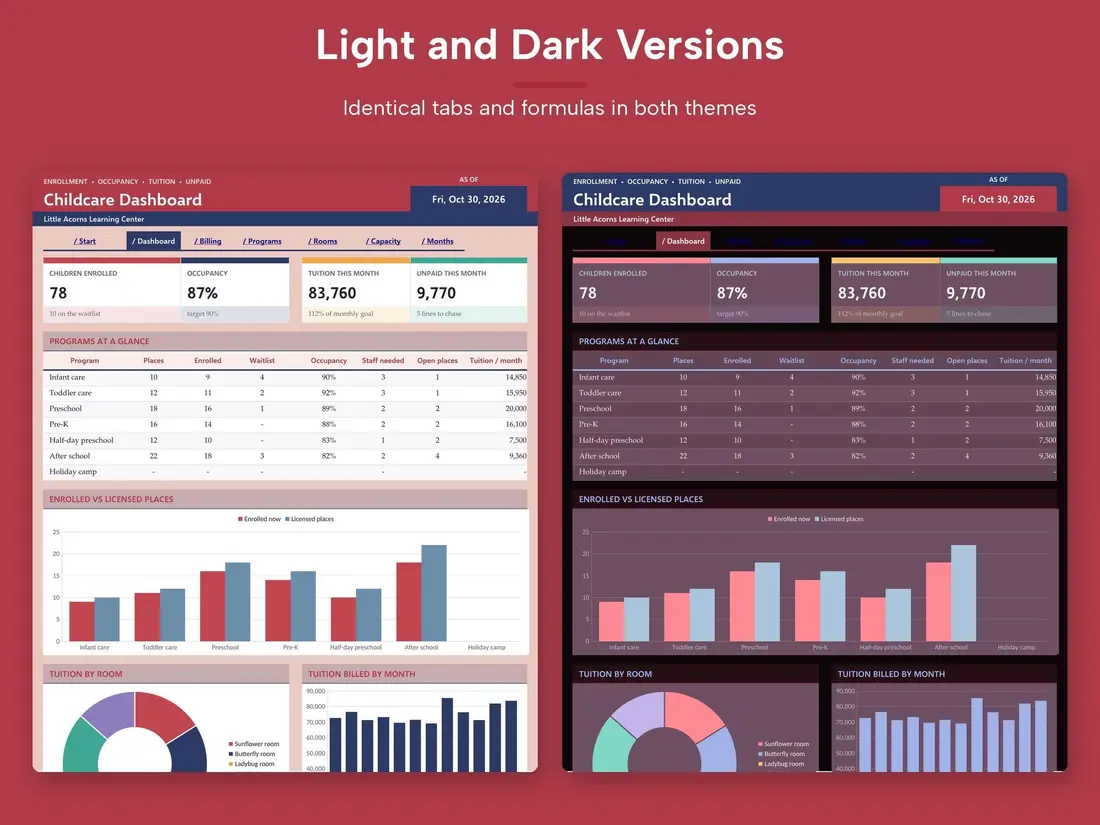 Light and Dark Versions
Identical tabs and formulas in both themes
ENROLLMENT • OCCUPANCY • TUITION • UNPAID
AS OF
Childcare Dashboard
Fri, Oct 30, 2026
Little Acorns Learning Center
/ Start / Dashboard / Billing / Programs / Rooms / Capacity / Months
CHILDREN ENROLLED OCCUPANCY TUITION THIS MONTH UNPAID THIS MONTH
78 87% 83,760 9,770
10 on the waitlist target 90% 112% of monthly goal 5 lines to chase
PROGRAMS AT A GLANCE
Program Places Enrolled Waitlist Occupancy Staff needed Open places Tuition / month
Infant care 10 9 4 90% 3 1 14,850
Toddler care 12 11 2 92% 3 1 15,950
Preschool 18 16 1 89% 2 2 20,000
Pre-K 16 14 - 88% 2 2 16,100
Half-day preschool 12 10 - 83% 1 2 7,500
After school 22 18 3 82% 2 4 9,360
Holiday camp - - - - - -
ENROLLED VS LICENSED PLACES
Enrolled now Licensed places
25
20
15
10
5
0
Infant care Toddler care Preschool Pre-K Half-day preschool After school Holiday camp
TUITION BY ROOM TUITION BILLED BY MONTH
90,000
80,000
70,000
60,000
50,000
40,000
Sunflower room
Butterfly room
Ladybug room
ENROLLMENT • OCCUPANCY • TUITION • UNPAID
AS OF
Childcare Dashboard
Fri, Oct 30, 2026
Little Acorns Learning Center
/ Dashboard
CHILDREN ENROLLED OCCUPANCY TUITION THIS MONTH UNPAID THIS MONTH
78 87% 83,760 9,770
10 on the waitlist target 90% 112% of monthly goal 5 lines to chase
PROGRAMS AT A GLANCE
Program Places Enrolled Waitlist Occupancy Staff needed Open places Tuition / month
Infant care 10 9 4 90% 3 1 14,850
Toddler care 12 11 2 92% 3 1 15,950
Preschool 18 16 1 89% 2 2 20,000
Pre-K 16 14 - 88% 2 2 16,100
Half-day preschool 12 10 - 83% 1 2 7,500
After school 22 18 3 82% 2 4 9,360
Holiday camp - - - - - -
ENROLLED VS LICENSED PLACES
Enrolled now Licensed places
25
20
15
10
5
0
Infant care Toddler care Preschool Pre-K Half-day preschool After school Holiday camp
TUITION BY ROOM TUITION BILLED BY MONTH
90,000
80,000
70,000
60,000
50,000
40,000
Sunflower room
Butterfly room
Ladybug room